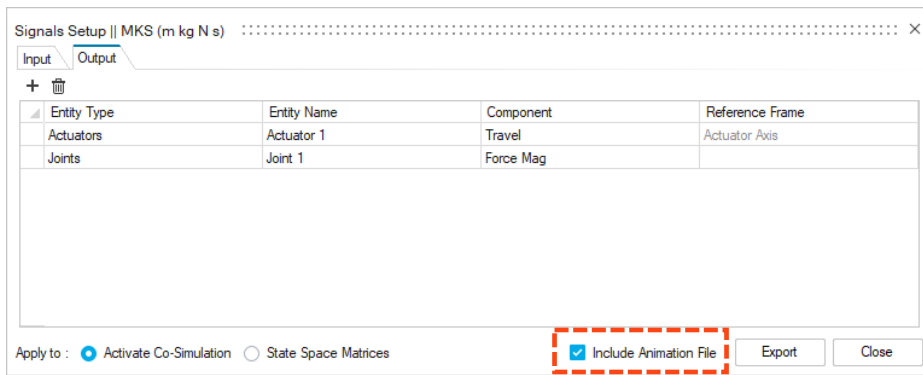 Signals Setup || MKS (m kg N s)
Input Output
Entity Type Entity Name Component Reference Frame
Actuators Actuator 1 Travel Actuator Axis
Joints Joint 1 Force Mag
Apply to : Activate Co-Simulation State Space Matrices Include Animation File Export Close